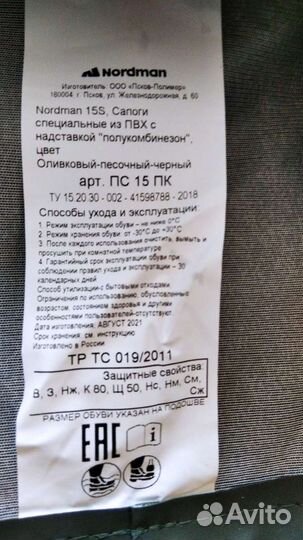 Nordman
Изготовитель: ООО «Псков-Полимер»
180004 г. Псков, ул. Железнодорожная, д. 60
Nordman 15S, Сапоги
специальные из ПВХ с
надставкой "полукомбинезон",
цвет
Оливковый-песочный-черный
арт. ПС 15 ПК
ТУ 15.20.30 - 002 - 41598788 - 2018
Способы ухода и эксплуатации
1. Режим эксплуатации обуви – не ниже 0°С
2. Режим хранения обуви от -30°С до +30°С
3. После каждого использования очистить, вымыть и
просушить при комнатной температуре
4. Гарантийный срок эксплуатации обуви при
соблюдении правил ухода и эксплуатации – 30
календарных дней
Способ утилизации-с бытовыми отходами.
Ограничения по использованию, обусловленные
возрастом, состоянием здоровья и другими
особенностями пользователей-отсутствуют.
Дата изготовления: АВГУСТ 2021
Срок хранения: см. инструкцию
Изготовлено в России
ТР ТС 019/2011
Защитные свойства:
В, З, Нж, К 80, Щ 50, Нс, Нм, См,
Сж
РАЗМЕР ОБУВИ УКАЗАН НА ПОДОШВЕ
EAC
i
Avito